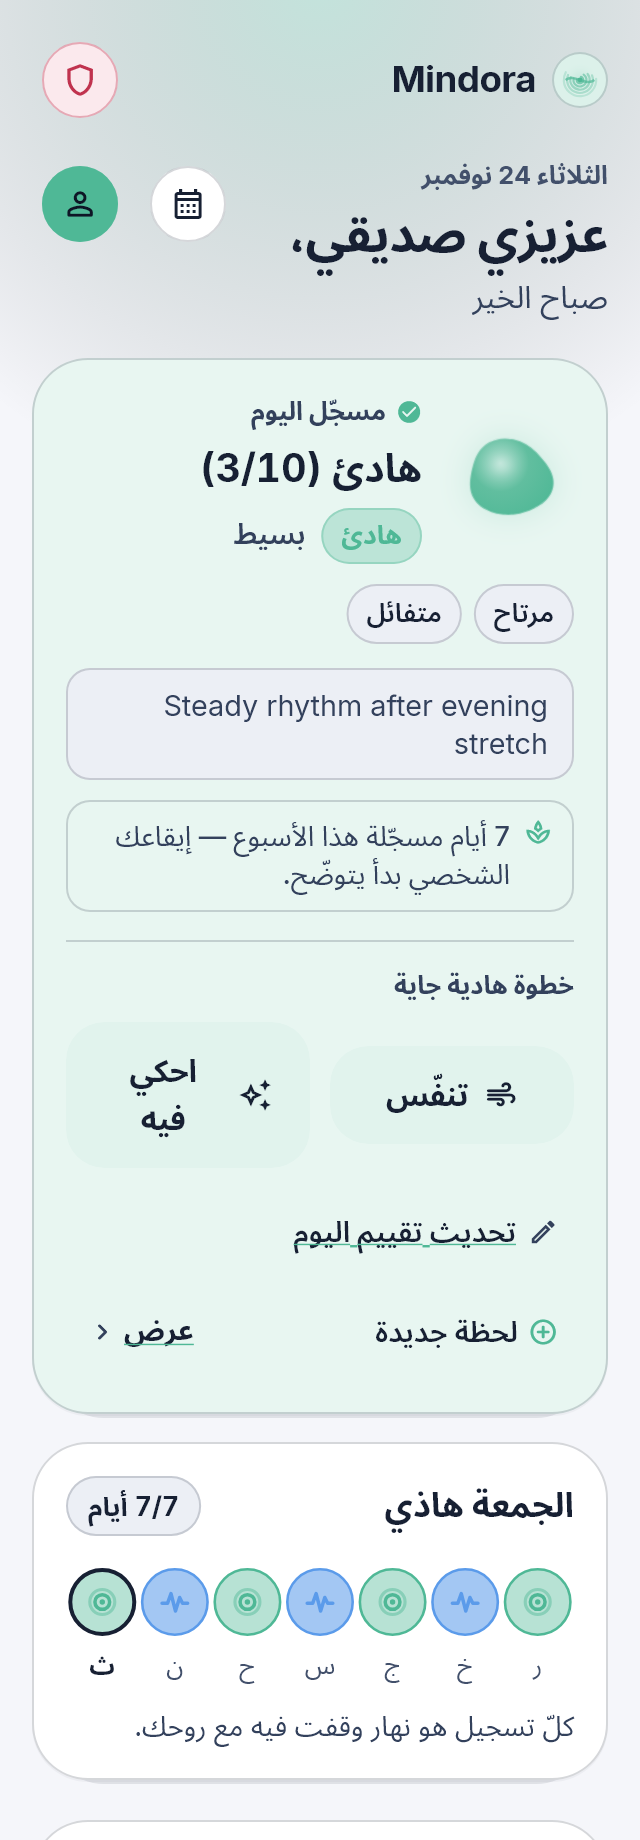 Mindora
الثلاثاء 24 نوفمبر
عزيزي صديقي،
صباح الخير
مسجّل اليوم
هادئ (3/10)
هادئ بسيط
مرتاح متفائل
Steady rhythm after evening
stretch
7 أيام مسجّلة هذا الأسبوع — إيقاعك
الشخصي بدأ يتوضّح.
خطوة هادية جاية
تنفّس
احكي
فيه
تحديث تقييم اليوم
لحظة جديدة عرض
الجمعة هاذي 7/7 أيام
ر خ ج س ح ن ث
كلّ تسجيل هو نهار وقفت فيه مع روحك.